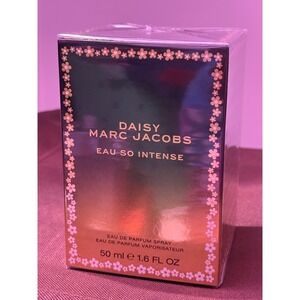 DAISY
MARC JACOBS
EAU SO INTENSE
EAU DE PARFUM SPRAY
EAU DE PARFUM VAPORISATEUR
50 ml ℮ 1.6 FL OZ